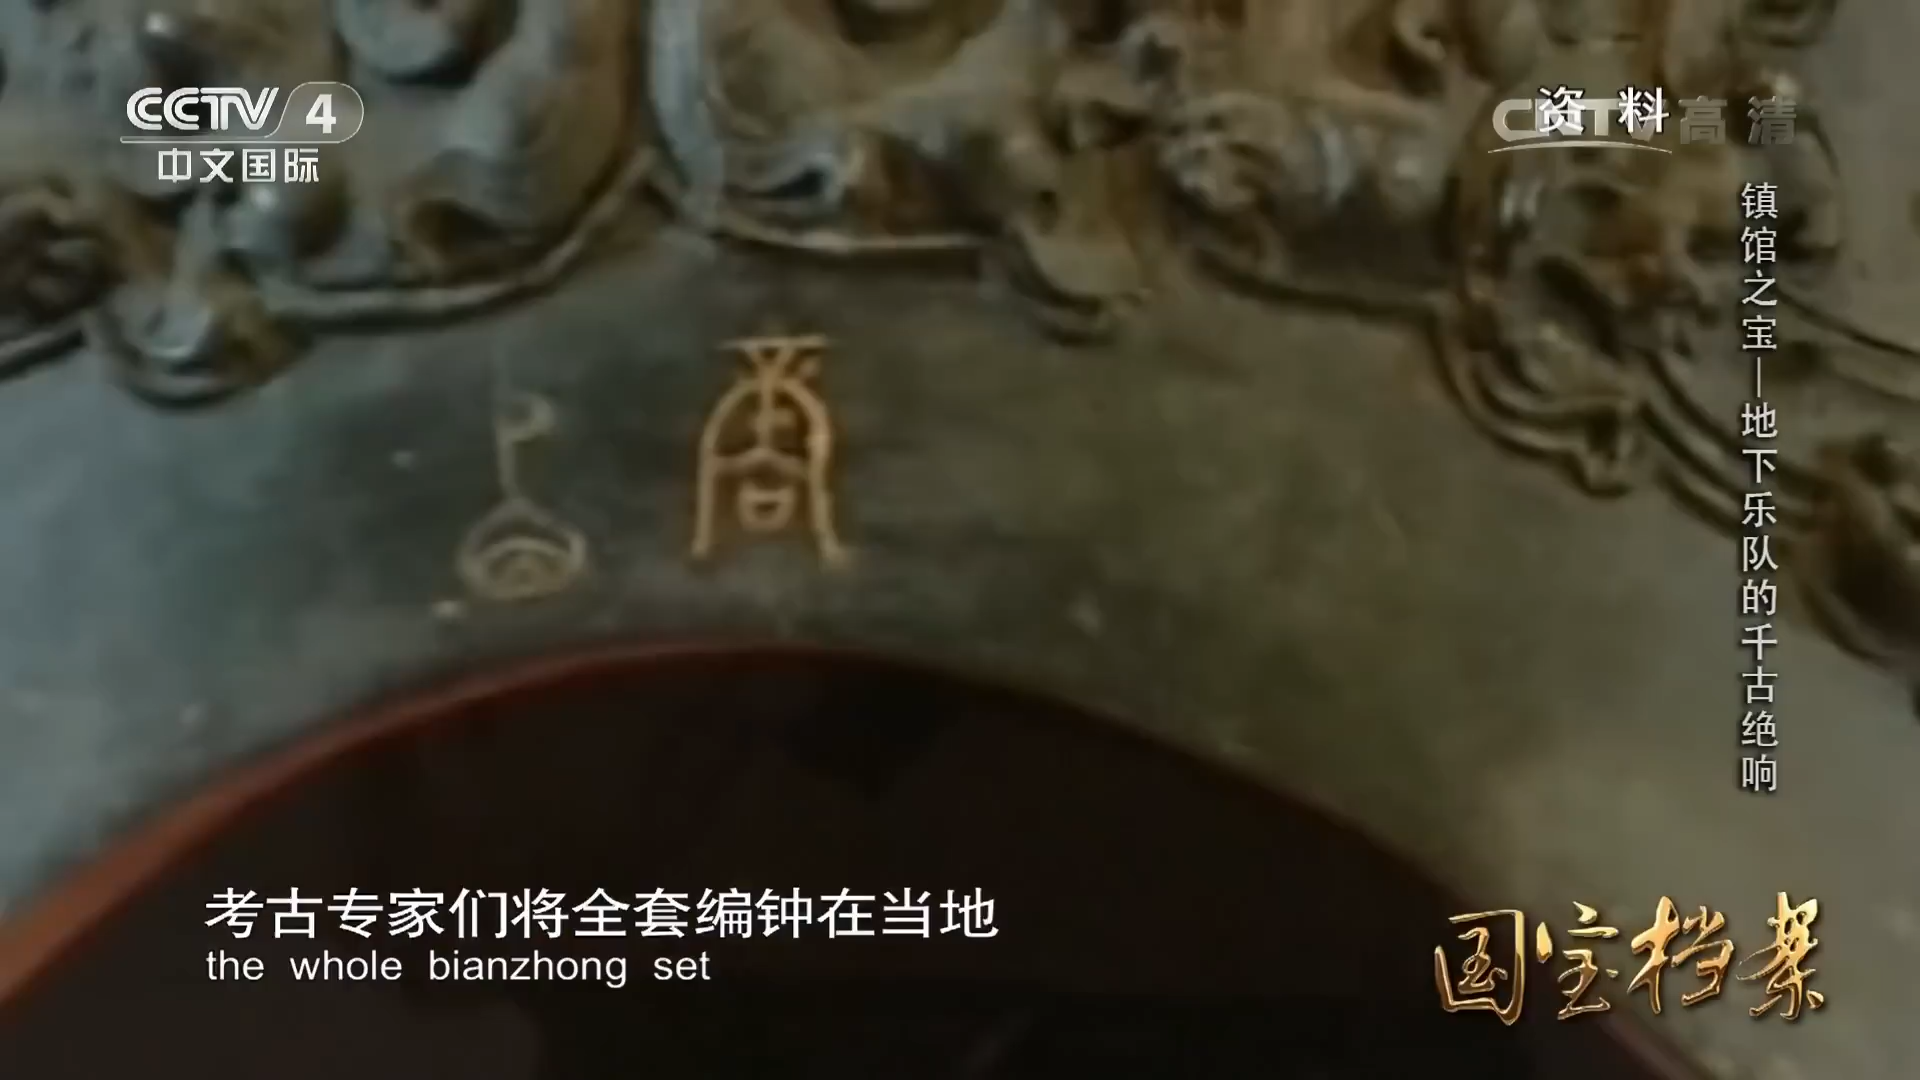 CCTV 4
中文国际
资 料
CNTV 高清
镇馆之宝—地下乐队的千古绝响
商
考古专家们将全套编钟在当地
the whole bianzhong set
国宝档案